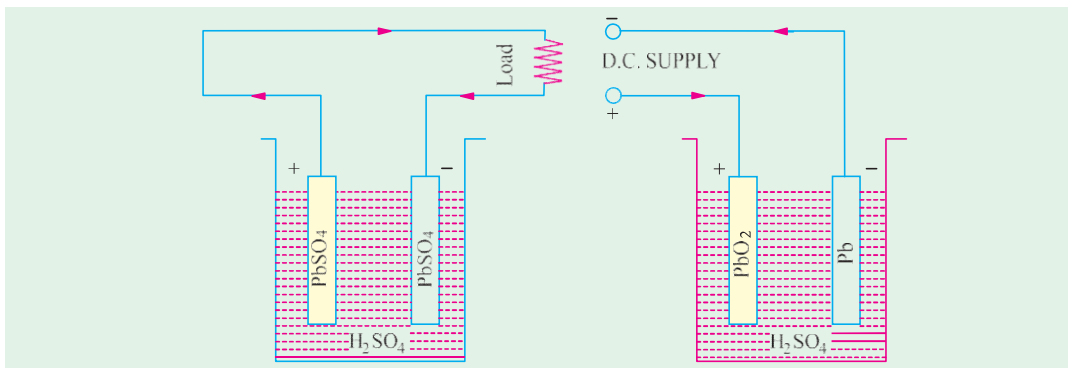 Load
+
−
PbSO4
PbSO4
H2SO4
−
D.C. SUPPLY
+
+
−
PbO2
Pb
H2SO4